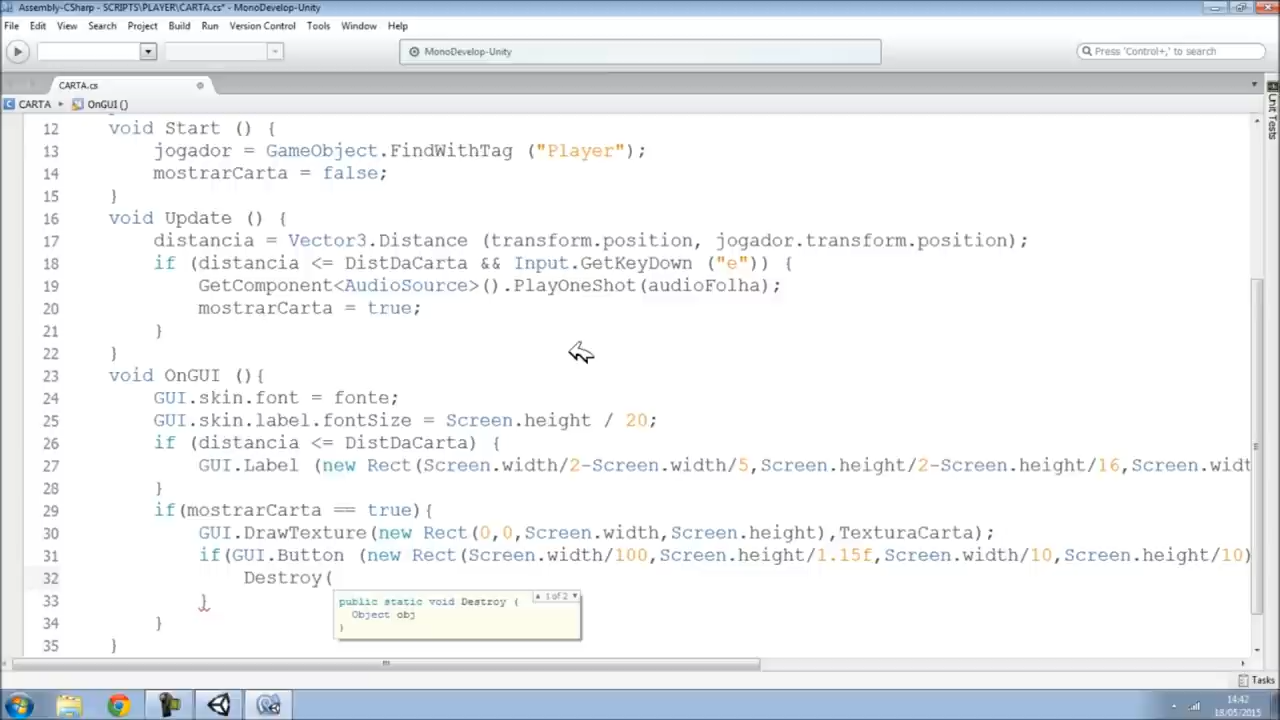 Assembly-CSharp - SCRIPTS\PLAYER\CARTA.cs* - MonoDevelop-Unity
File Edit View Search Project Build Run Version Control Tools Window Help
MonoDevelop-Unity
Press 'Control+,' to search
CARTA.cs
CARTA OnGUI ()
Unit Tests
12 void Start () {
13 jogador = GameObject.FindWithTag ("Player");
14 mostrarCarta = false;
15 }
16 void Update () {
17 distancia = Vector3.Distance (transform.position, jogador.transform.position);
18 if (distancia <= DistDaCarta && Input.GetKeyDown ("e")) {
19 GetComponent<AudioSource>().PlayOneShot(audioFolha);
20 mostrarCarta = true;
21 }
22 }
23 void OnGUI (){
24 GUI.skin.font = fonte;
25 GUI.skin.label.fontSize = Screen.height / 20;
26 if (distancia <= DistDaCarta) {
27 GUI.Label (new Rect(Screen.width/2-Screen.width/5,Screen.height/2-Screen.height/16,Screen.widt
28 }
29 if(mostrarCarta == true){
30 GUI.DrawTexture(new Rect(0,0,Screen.width,Screen.height),TexturaCarta);
31 if(GUI.Button (new Rect(Screen.width/100,Screen.height/1.15f,Screen.width/10,Screen.height/10)
32 Destroy(
33 }
34 }
35 }
public static void Destroy (
1 of 2
Object obj
)
Tasks
14:42
18/05/2015